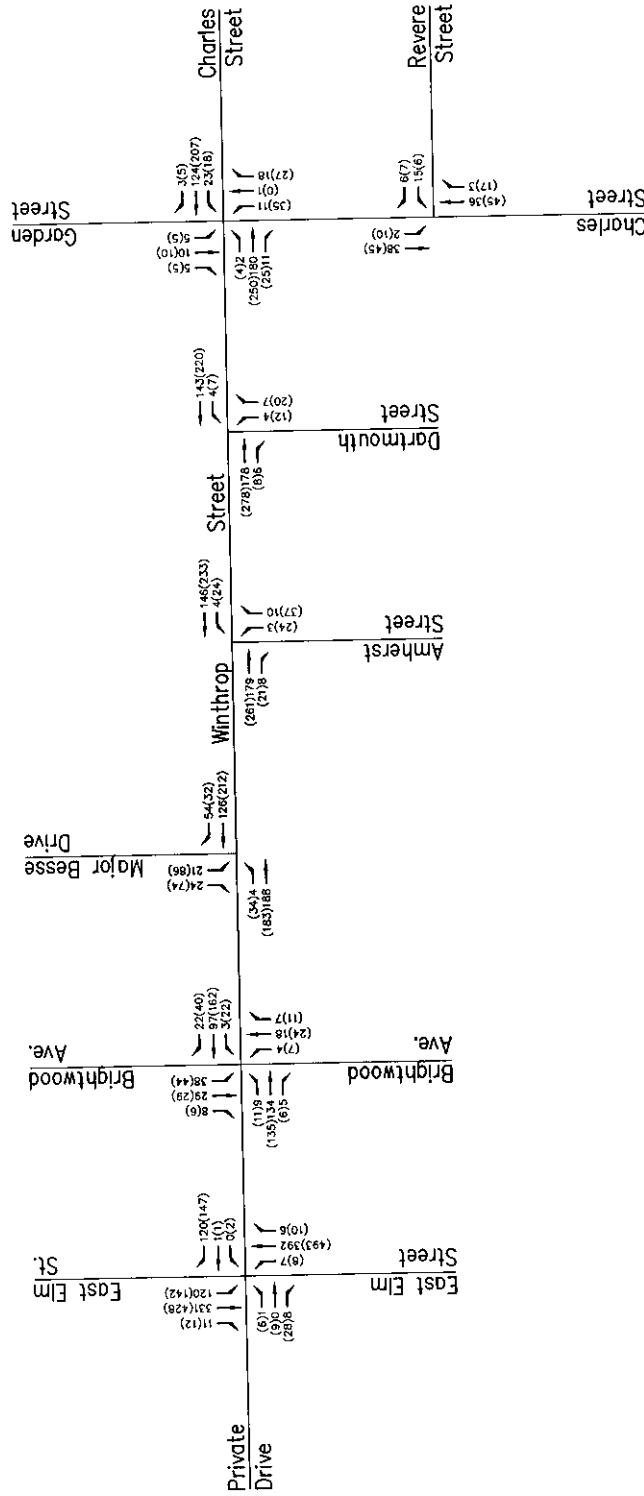 Charles
Street
Garden
Street
3(5)
124(207)
23(18)
5(5)
10(10)
5(5)
(4)2
(250)180
(25)11
(35)11
(0)1
(27)18
Revere
Street
6(7)
15(6)
2(10)
38(45)
(45)36
(17)3
Charles
Street
143(220)
4(7)
(278)178
(8)6
(12)4
(20)7
Dartmouth
Street
Street
146(233)
4(24)
(261)179
(21)8
(24)3
(37)10
Amherst
Street
Winthrop
Major Besse
Drive
54(32)
126(212)
21(86)
24(74)
(34)4
(183)188
Brightwood
Ave.
22(40)
97(162)
3(22)
38(44)
29(29)
8(6)
(11)9
(135)134
(6)5
(7)4
(24)18
(11)7
Brightwood
Ave.
East Elm
St.
120(147)
1(1)
0(2)
120(142)
331(428)
11(12)
(6)1
(9)0
(28)8
(8)7
(493)392
(10)6
East Elm
Street
Private
Drive